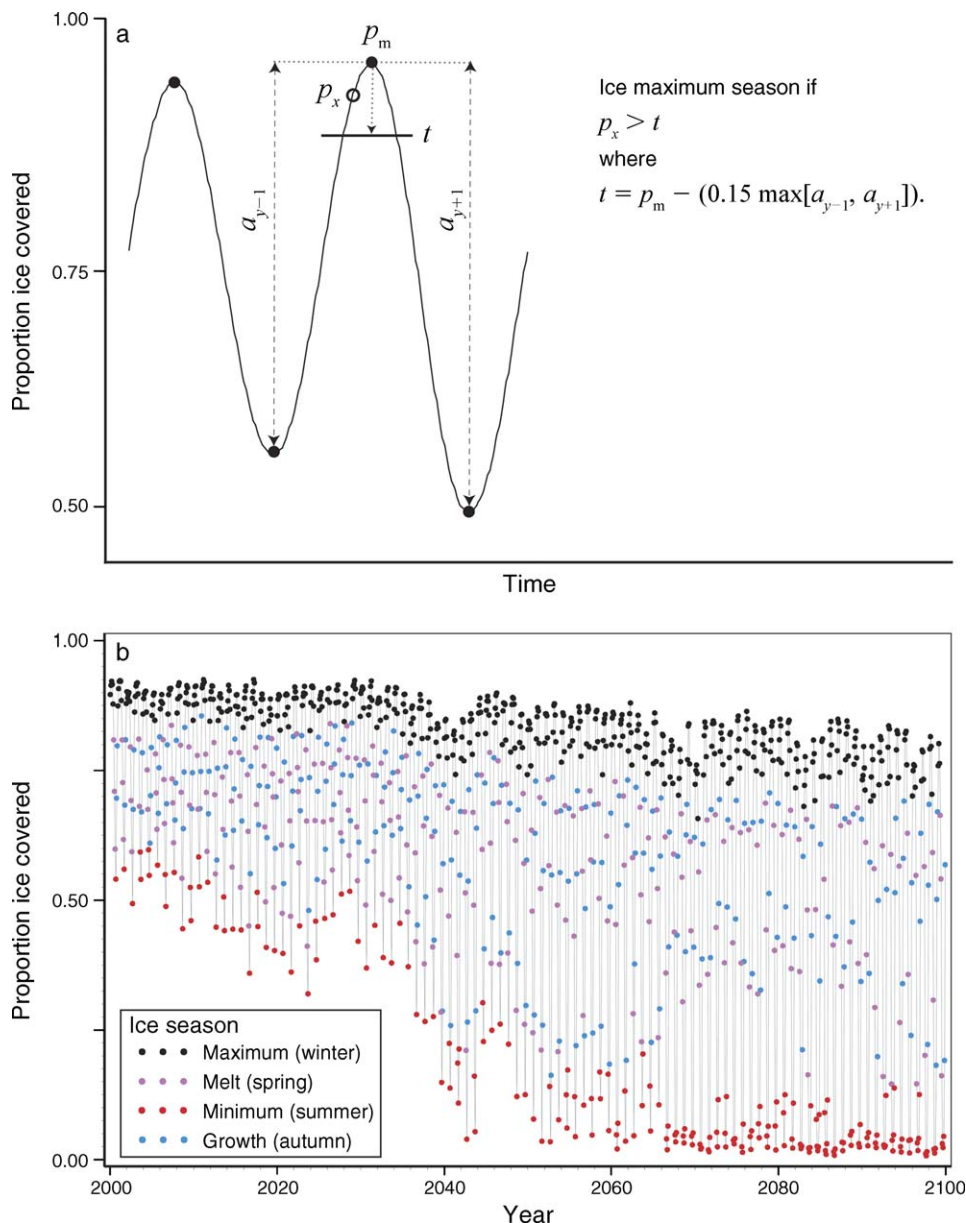 1.00
a
p_m
p_x
t
a_{y−1}
a_{y+1}
Ice maximum season if
p_x > t
where
t = p_m − (0.15 max[a_{y−1}, a_{y+1}]).
0.75
0.50
Proportion ice covered
Time
1.00
b
0.50
0.00
Proportion ice covered
Ice season
Maximum (winter)
Melt (spring)
Minimum (summer)
Growth (autumn)
2000 2020 2040 2060 2080 2100
Year